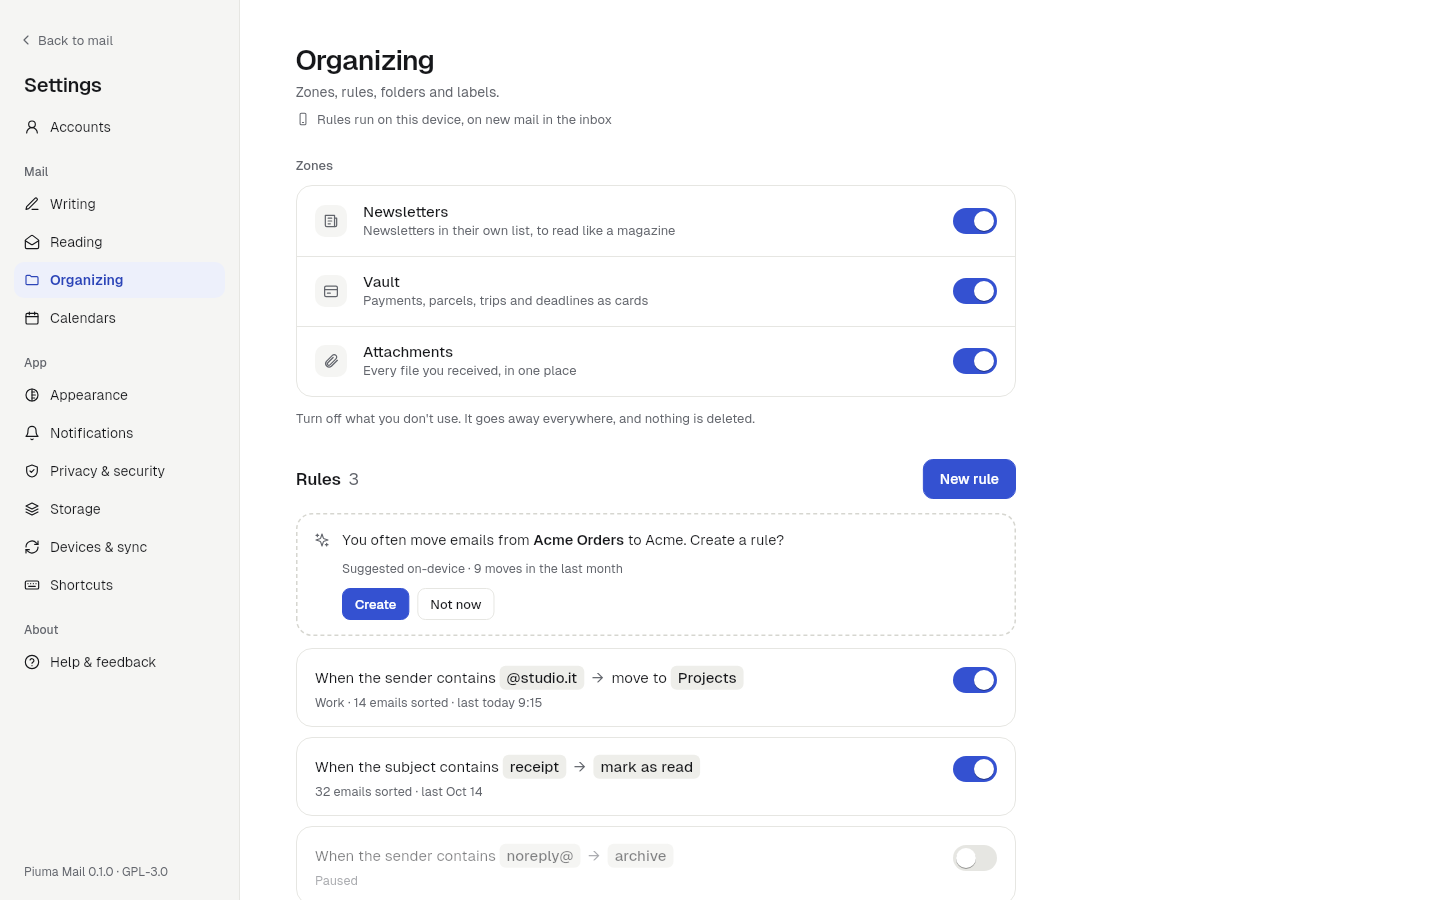 Back to mail
Settings
Accounts
Mail
Writing
Reading
Organizing
Calendars
App
Appearance
Notifications
Privacy & security
Storage
Devices & sync
Shortcuts
About
Help & feedback
Piuma Mail 0.1.0 · GPL-3.0
Organizing
Zones, rules, folders and labels.
Rules run on this device, on new mail in the inbox
Zones
Newsletters
Newsletters in their own list, to read like a magazine
Vault
Payments, parcels, trips and deadlines as cards
Attachments
Every file you received, in one place
Turn off what you don't use. It goes away everywhere, and nothing is deleted.
Rules 3
New rule
You often move emails from Acme Orders to Acme. Create a rule?
Suggested on-device · 9 moves in the last month
Create Not now
When the sender contains @studio.it → move to Projects
Work · 14 emails sorted · last today 9:15
When the subject contains receipt → mark as read
32 emails sorted · last Oct 14
When the sender contains noreply@ → archive
Paused